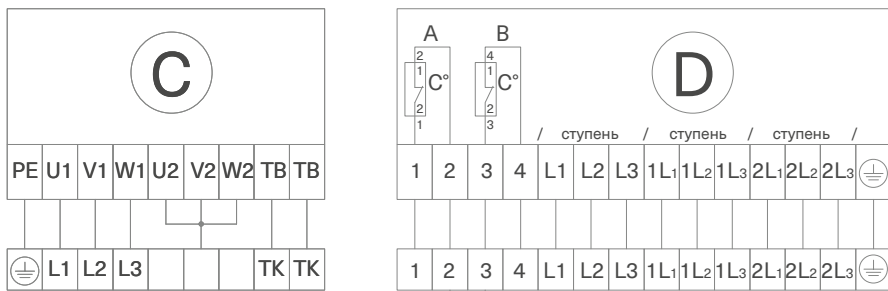 C
PE U1 V1 W1 U2 V2 W2 TB TB
L1 L2 L3 TK TK
A B
2 4
1 1
C° C°
D
2 2
1 3
/ ступень / ступень / ступень /
1 2 3 4 L1 L2 L3 1L1 1L2 1L3 2L1 2L2 2L3
1 2 3 4 L1 L2 L3 1L1 1L2 1L3 2L1 2L2 2L3